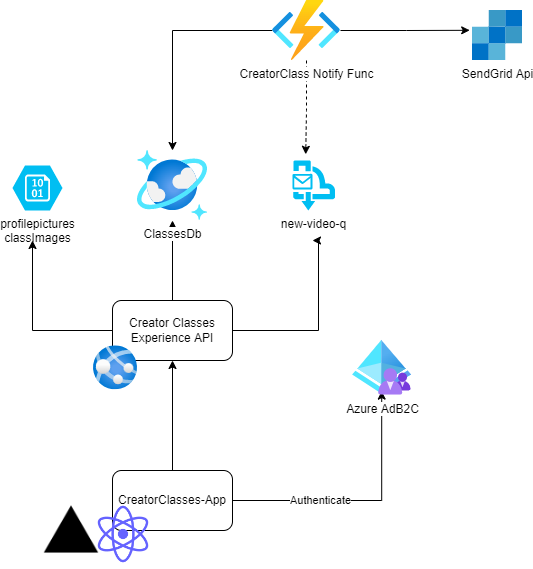 CreatorClass Notify Func
SendGrid Api
10
01
profilepictures
classImages
ClassesDb
new-video-q
Creator Classes
Experience API
Azure AdB2C
CreatorClasses-App
Authenticate